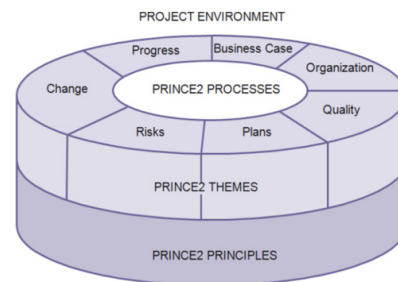 PROJECT ENVIRONMENT
Progress
Business Case
Organization
Change
PRINCE2 PROCESSES
Quality
Risks
Plans
PRINCE2 THEMES
PRINCE2 PRINCIPLES